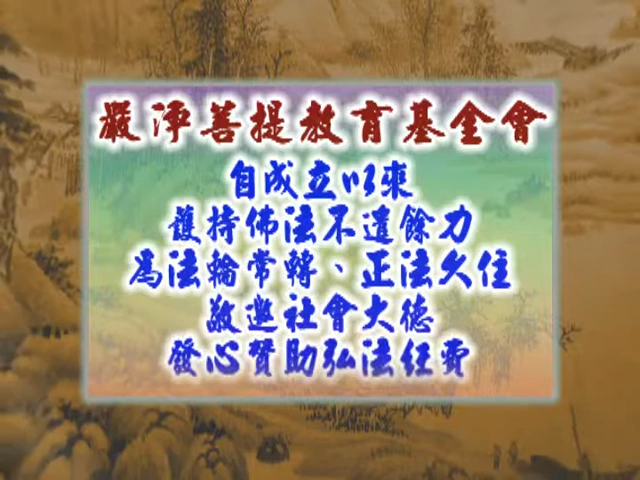 嚴淨菩提教育基金會
自成立以來
護持佛法不遺餘力
為法輪常轉、正法久住
敬邀社會大德
發心贊助弘法經費